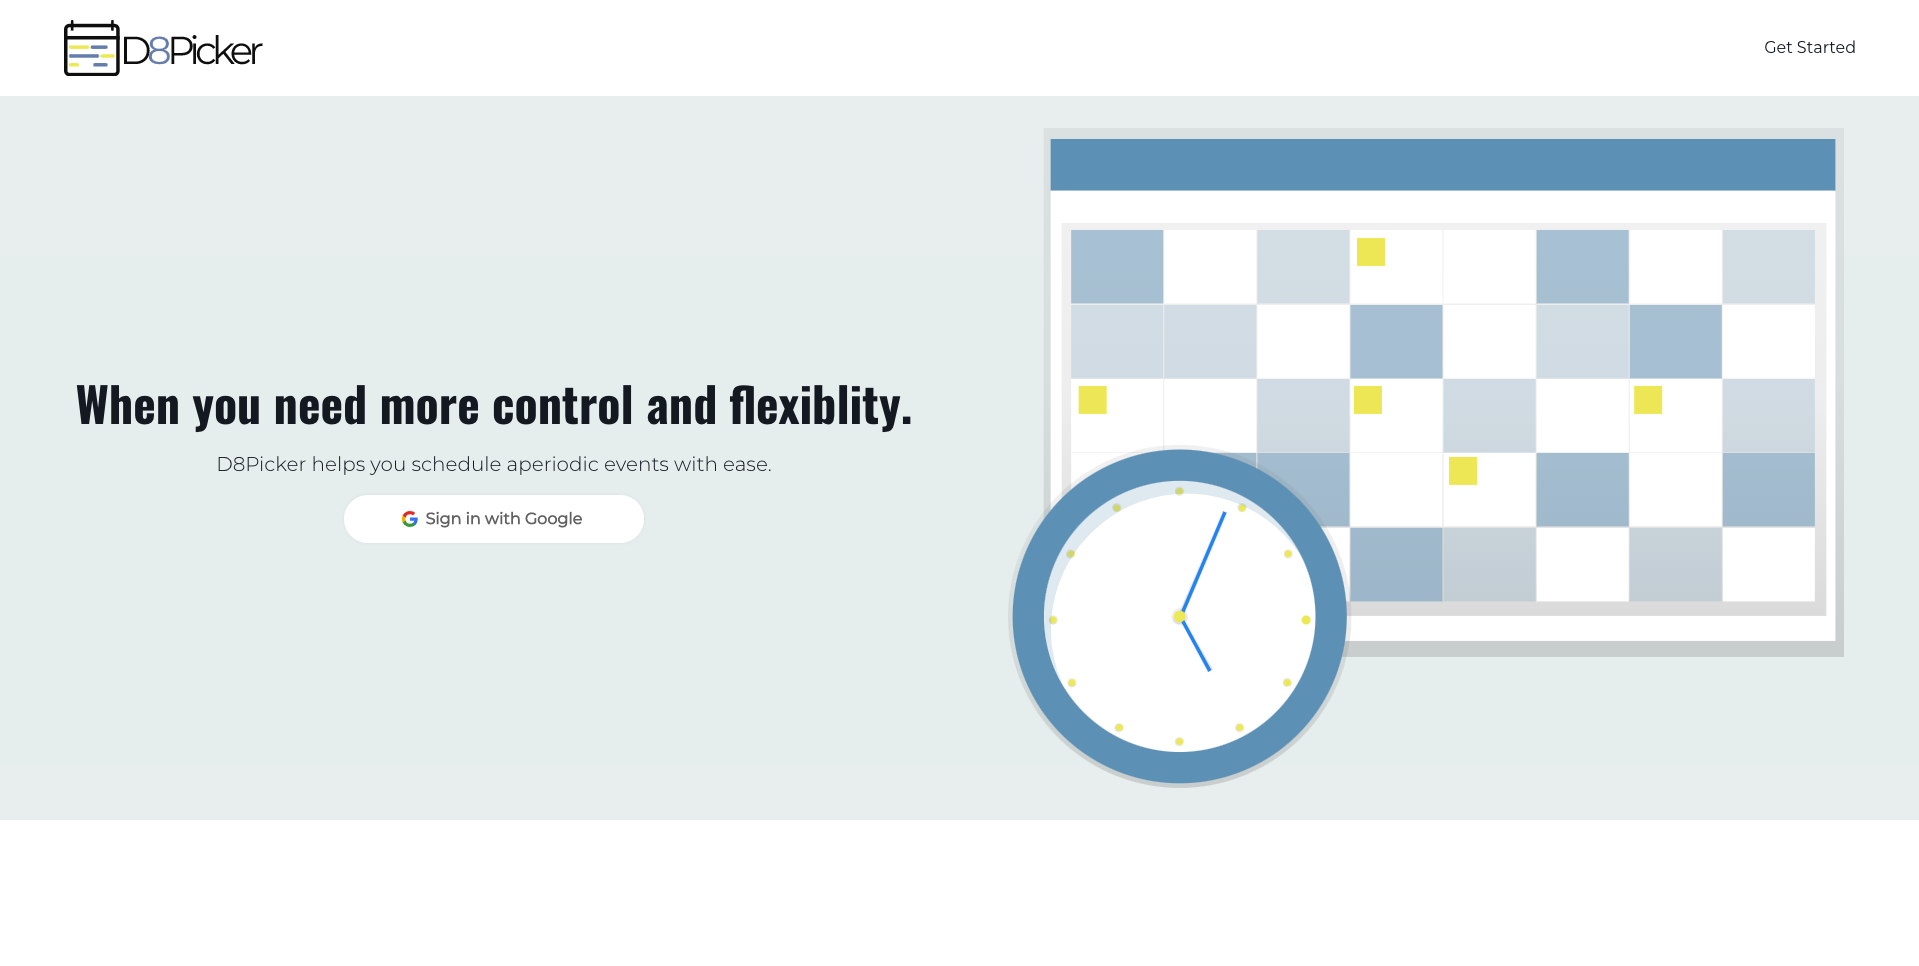 D8Picker
Get Started
When you need more control and flexiblity.
D8Picker helps you schedule aperiodic events with ease.
Sign in with Google